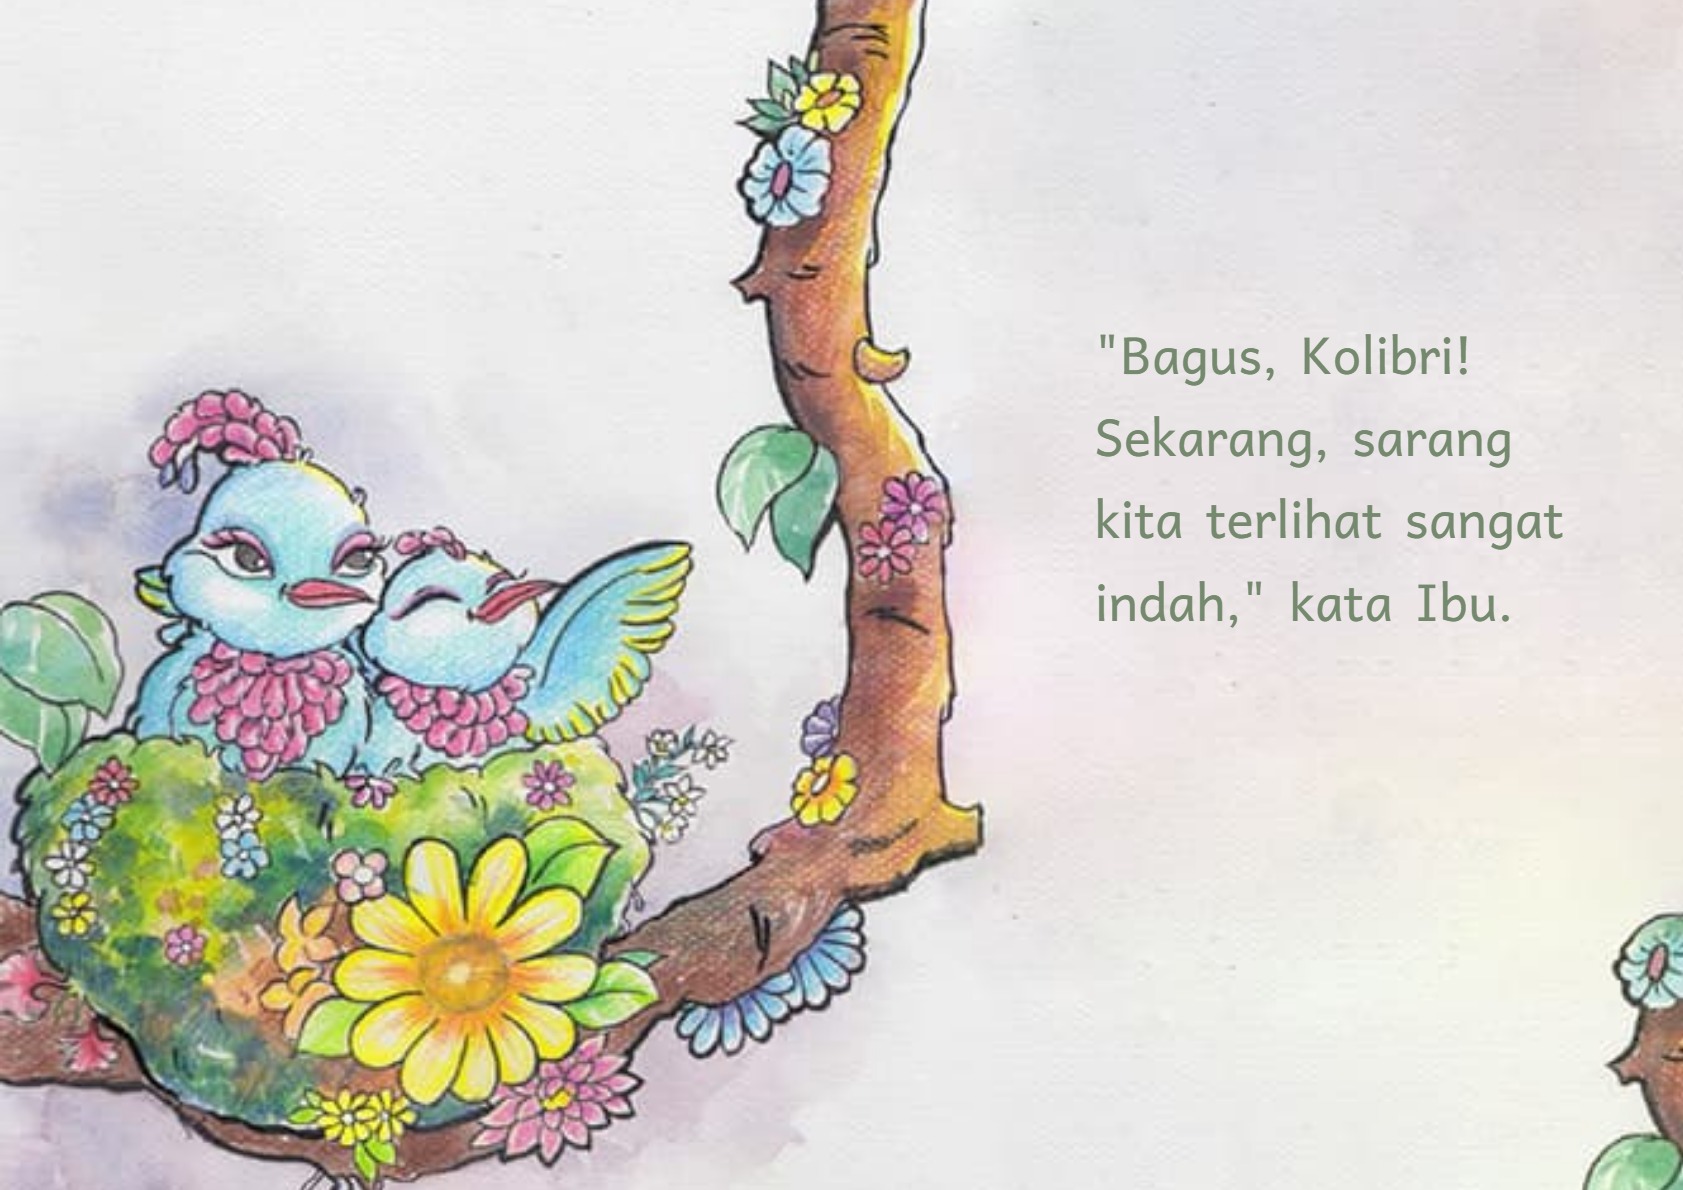 "Bagus, Kolibri!
Sekarang, sarang
kita terlihat sangat
indah," kata Ibu.